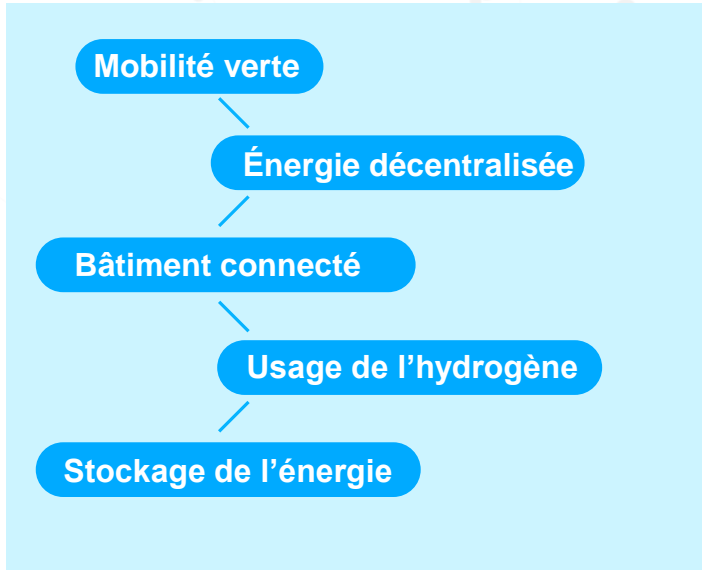 Mobilité verte
Énergie décentralisée
Bâtiment connecté
Usage de l’hydrogène
Stockage de l’énergie